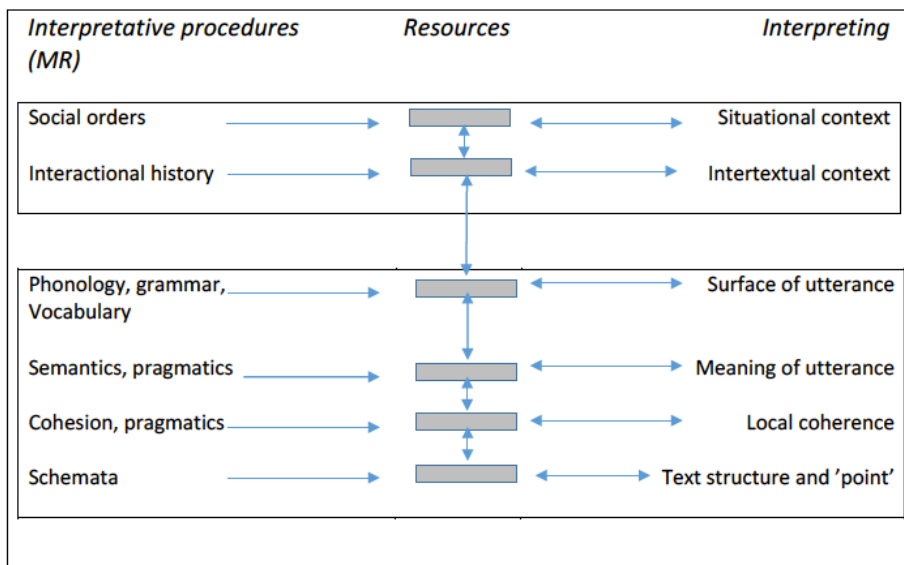 Interpretative procedures (MR)
Resources
Interpreting
Social orders
Situational context
Interactional history
Intertextual context
Phonology, grammar,
Vocabulary
Surface of utterance
Semantics, pragmatics
Meaning of utterance
Cohesion, pragmatics
Local coherence
Schemata
Text structure and ’point’